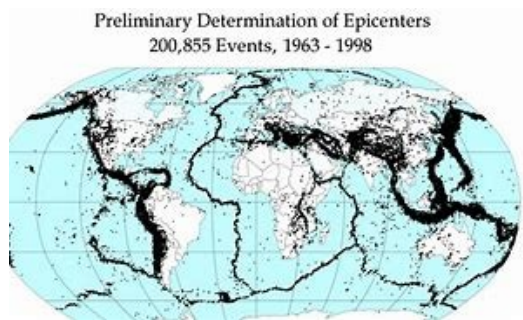 Preliminary Determination of Epicenters
200,855 Events, 1963 - 1998